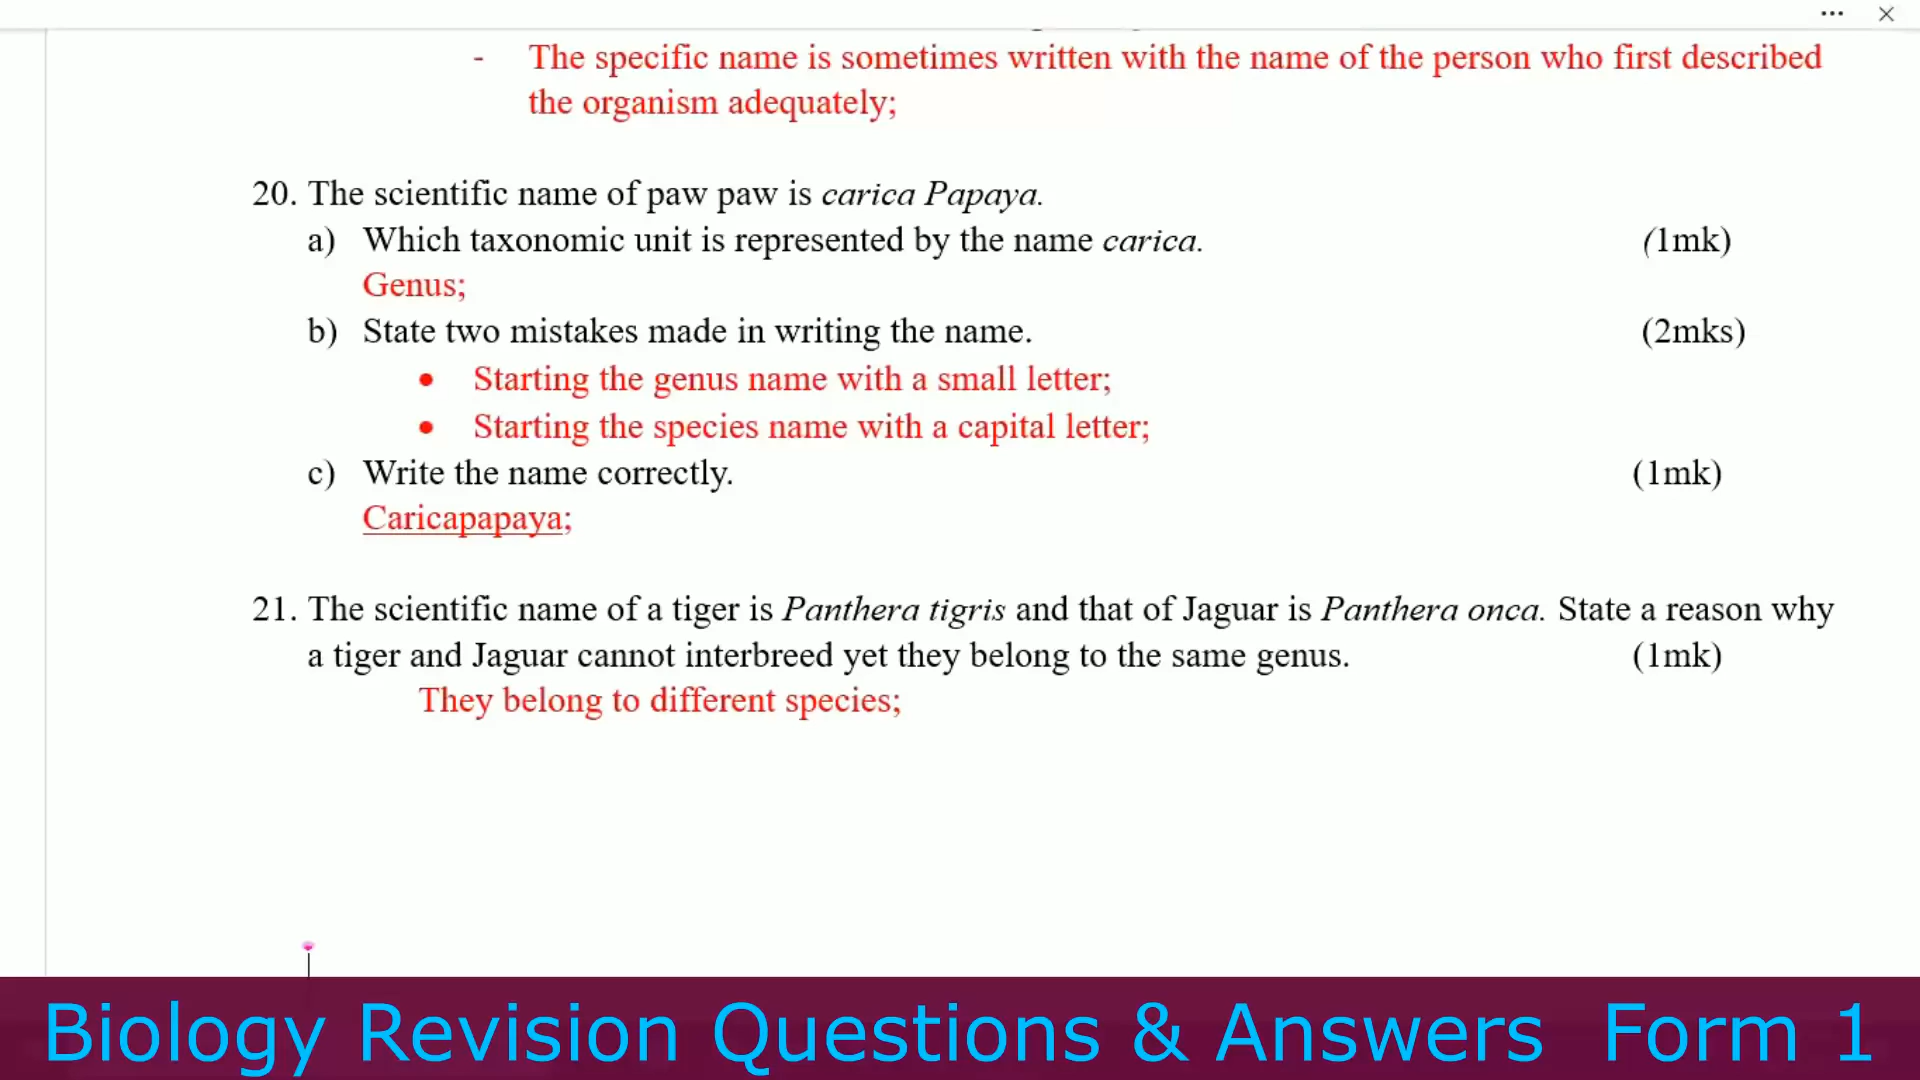 - The specific name is sometimes written with the name of the person who first described
the organism adequately;
20. The scientific name of paw paw is carica Papaya.
a) Which taxonomic unit is represented by the name carica. (1mk)
Genus;
b) State two mistakes made in writing the name. (2mks)
• Starting the genus name with a small letter;
• Starting the species name with a capital letter;
c) Write the name correctly. (1mk)
Caricapapaya;
21. The scientific name of a tiger is Panthera tigris and that of Jaguar is Panthera onca. State a reason why
a tiger and Jaguar cannot interbreed yet they belong to the same genus. (1mk)
They belong to different species;
Biology Revision Questions & Answers Form 1